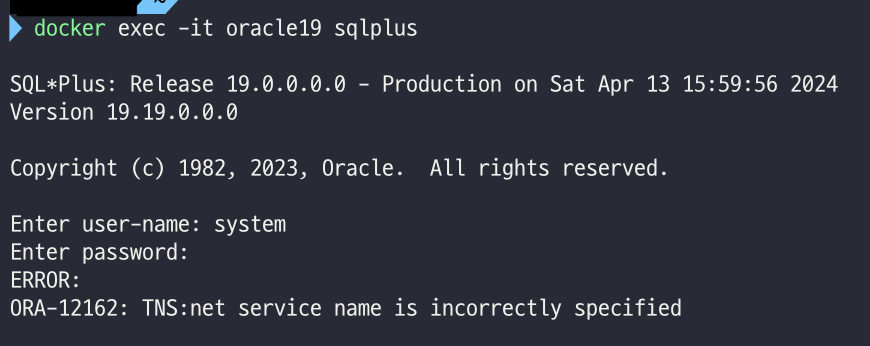 docker exec -it oracle19 sqlplus
SQL*Plus: Release 19.0.0.0.0 - Production on Sat Apr 13 15:59:56 2024
Version 19.19.0.0.0
Copyright (c) 1982, 2023, Oracle.  All rights reserved.
Enter user-name: system
Enter password:
ERROR:
ORA-12162: TNS:net service name is incorrectly specified